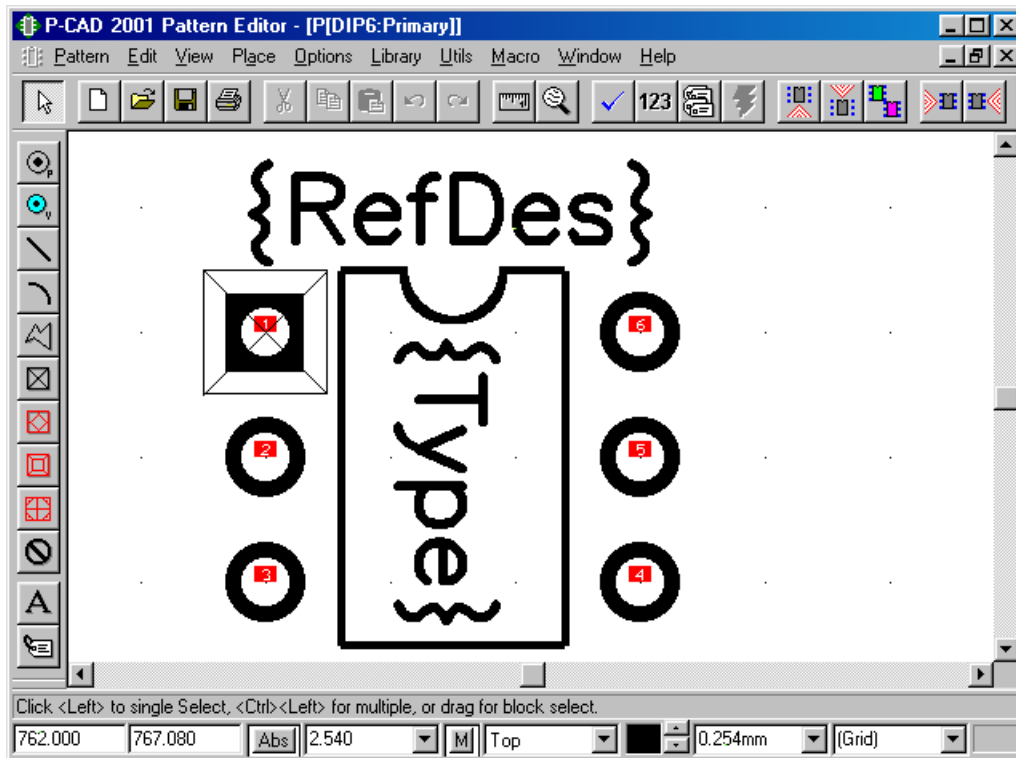 P-CAD 2001 Pattern Editor - [P[DIP6:Primary]]
Pattern Edit View Place Options Library Utils Macro Window Help
123
P
V
A
{RefDes}
{Type}
1
2
3
6
5
4
Click <Left> to single Select, <Ctrl><Left> for multiple, or drag for block select.
762.000 767.080 Abs 2.540 M Top 0.254mm (Grid)